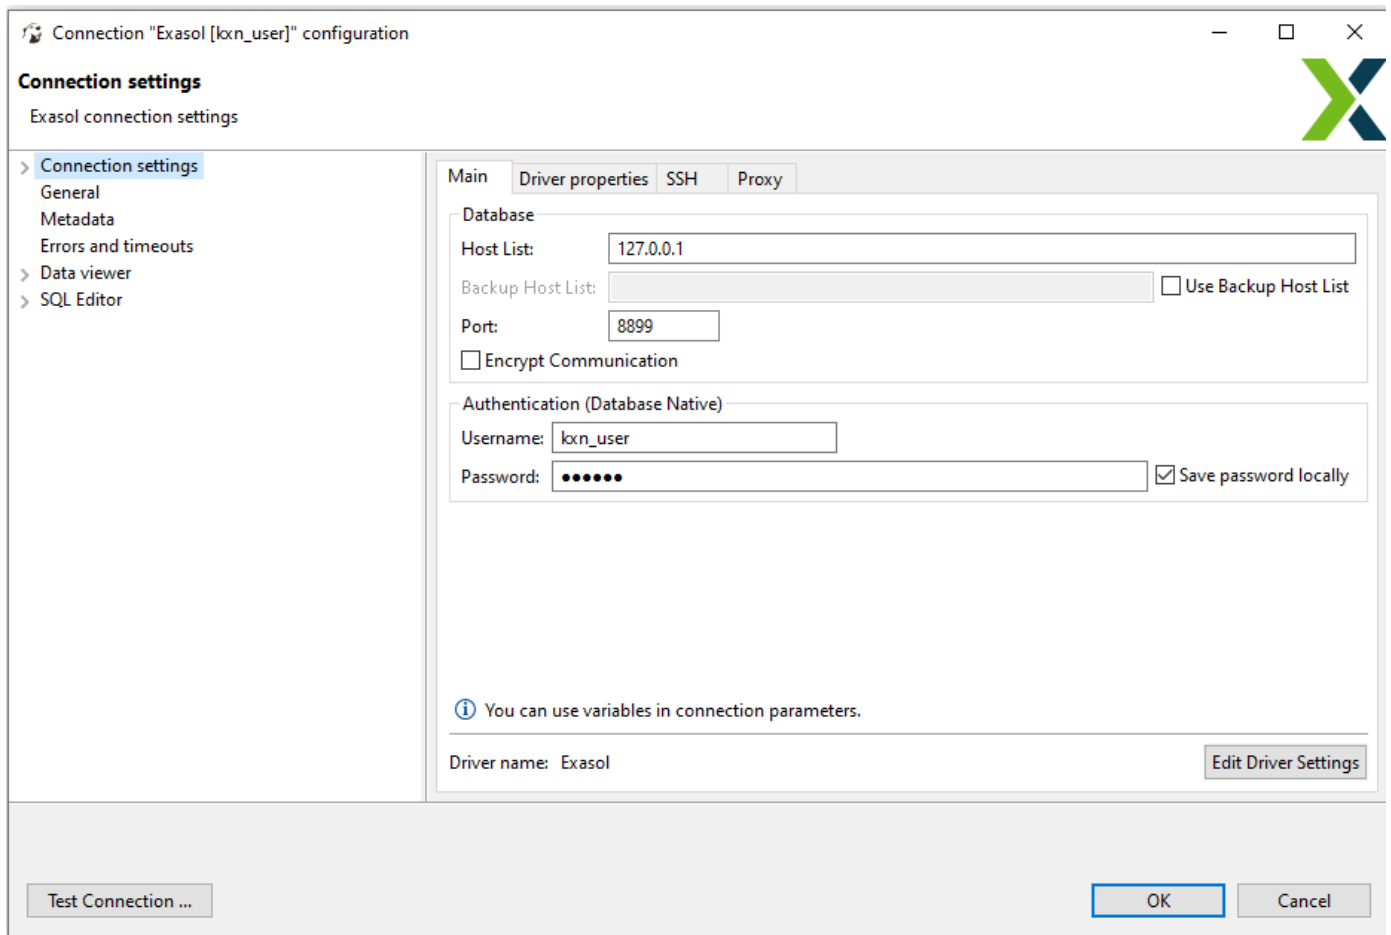 Connection "Exasol [kxn_user]" configuration
Connection settings
Exasol connection settings
Connection settings
General
Metadata
Errors and timeouts
Data viewer
SQL Editor
Main Driver properties SSH Proxy
Database
Host List: 127.0.0.1
Backup Host List: Use Backup Host List
Port: 8899
Encrypt Communication
Authentication (Database Native)
Username: kxn_user
Password: •••••• Save password locally
You can use variables in connection parameters.
Driver name: Exasol Edit Driver Settings
Test Connection ... OK Cancel